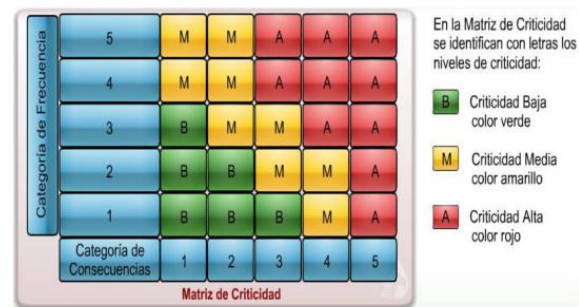 Categoría de Frecuencia
5 M M A A A
4 M M A A A
3 B M M A A
2 B B M M A
1 B B B M A
Categoría de
Consecuencias
1 2 3 4 5
Matriz de Criticidad
En la Matriz de Criticidad
se identifican con letras los
niveles de criticidad:
B Criticidad Baja
color verde
M Criticidad Media
color amarillo
A Criticidad Alta
color rojo